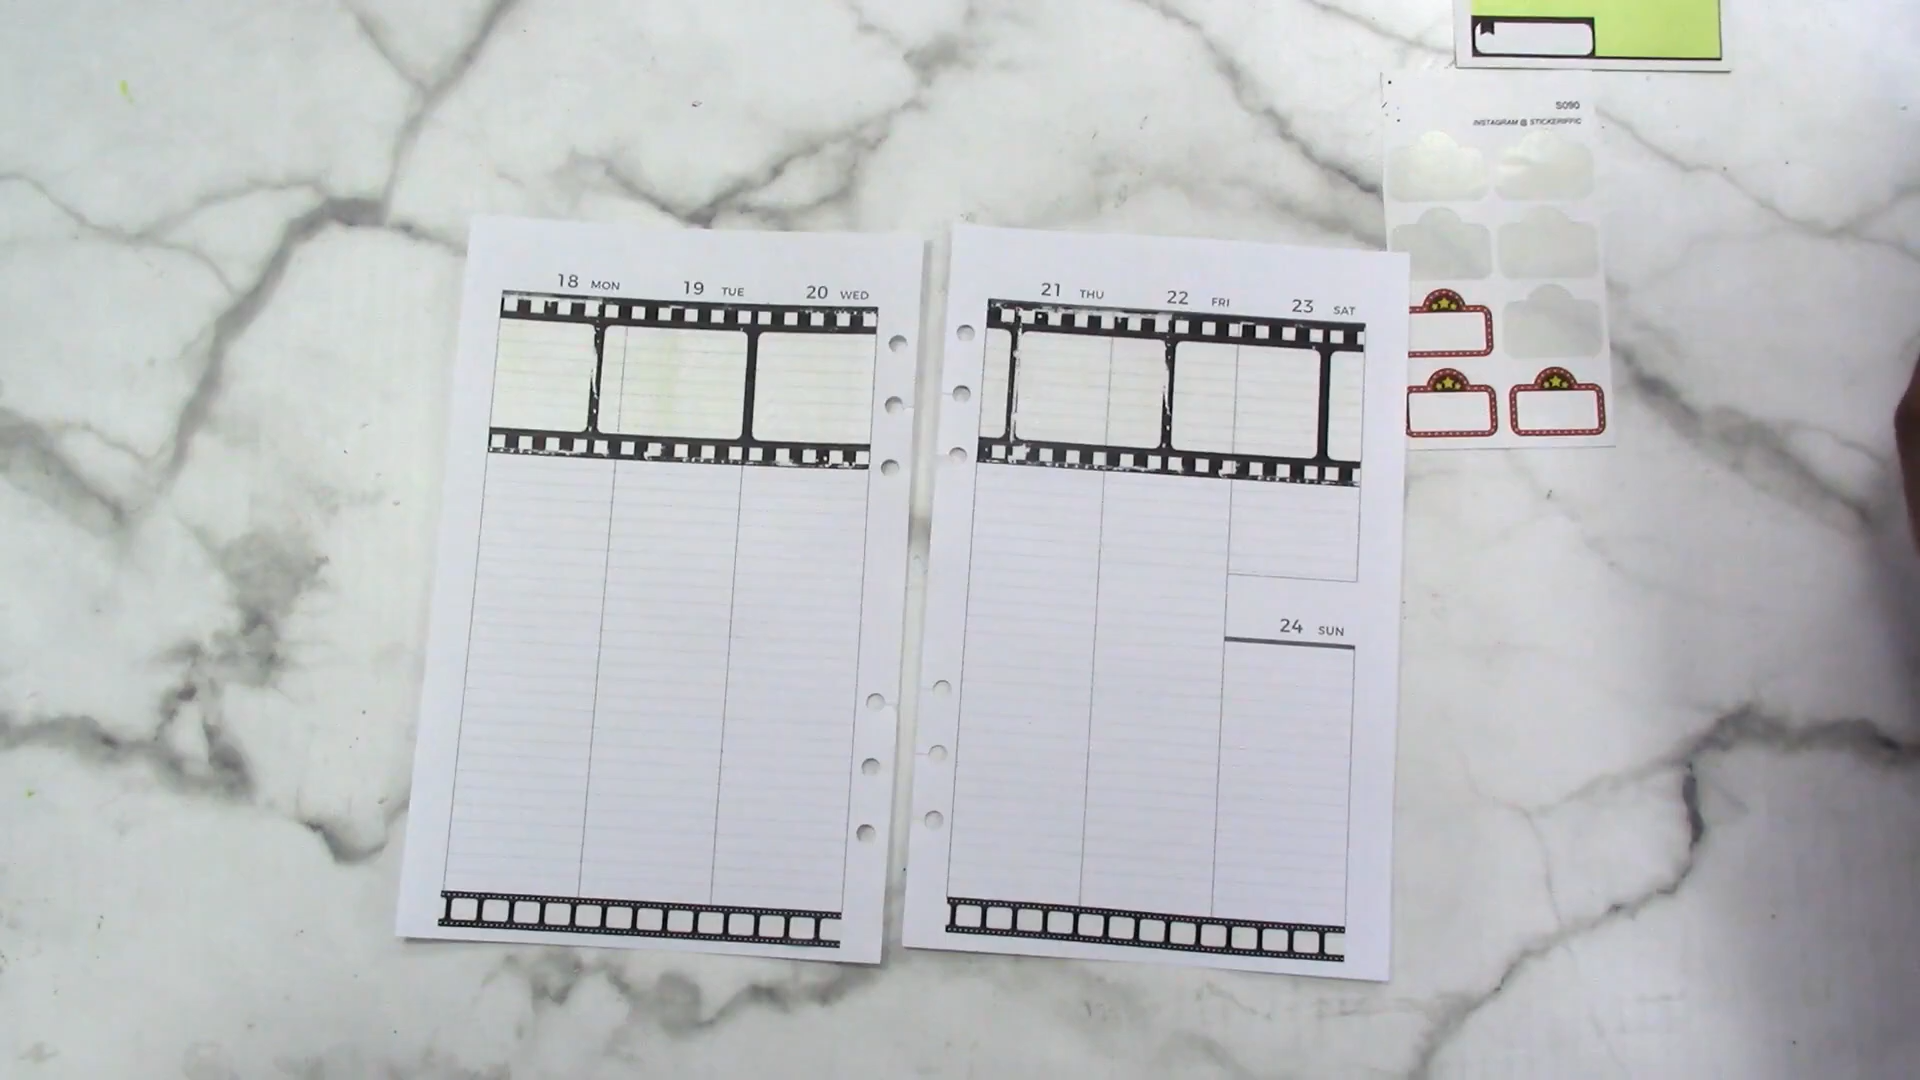 18 MON 19 TUE 20 WED
21 THU 22 FRI 23 SAT
24 SUN
S090
INSTAGRAM @ STICKERIFFIC